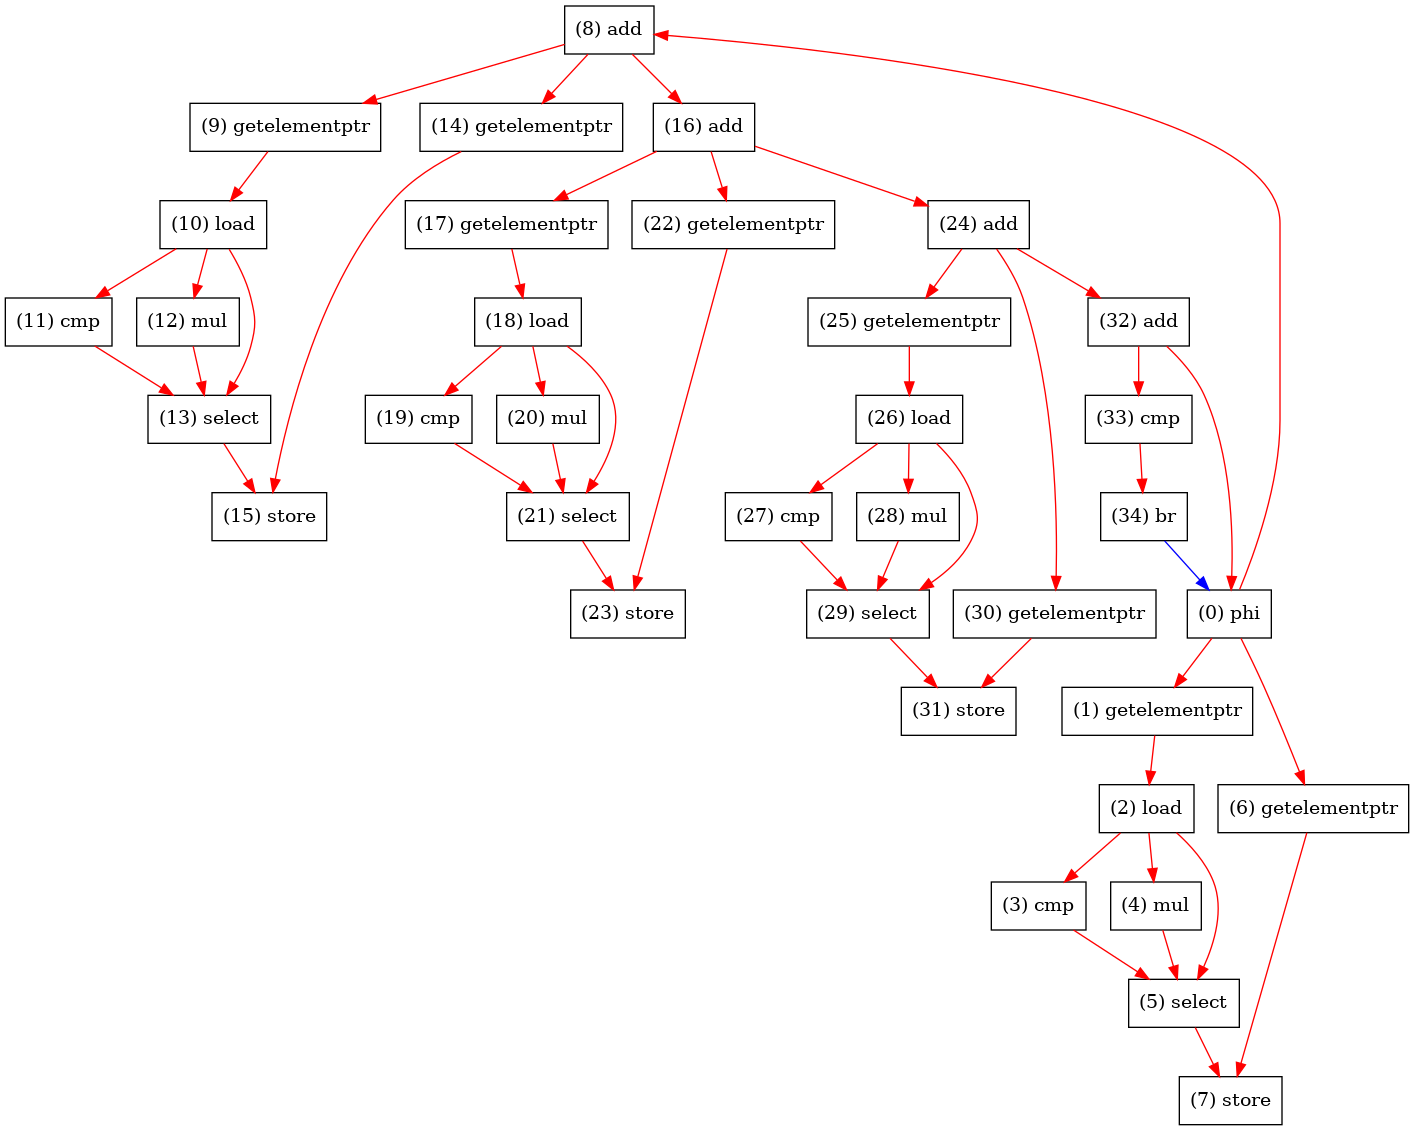 (8) add
(9) getelementptr
(14) getelementptr
(16) add
(10) load
(17) getelementptr
(22) getelementptr
(24) add
(11) cmp
(12) mul
(18) load
(25) getelementptr
(32) add
(13) select
(19) cmp
(20) mul
(26) load
(33) cmp
(15) store
(21) select
(27) cmp
(28) mul
(34) br
(23) store
(29) select
(30) getelementptr
(0) phi
(31) store
(1) getelementptr
(2) load
(6) getelementptr
(3) cmp
(4) mul
(5) select
(7) store